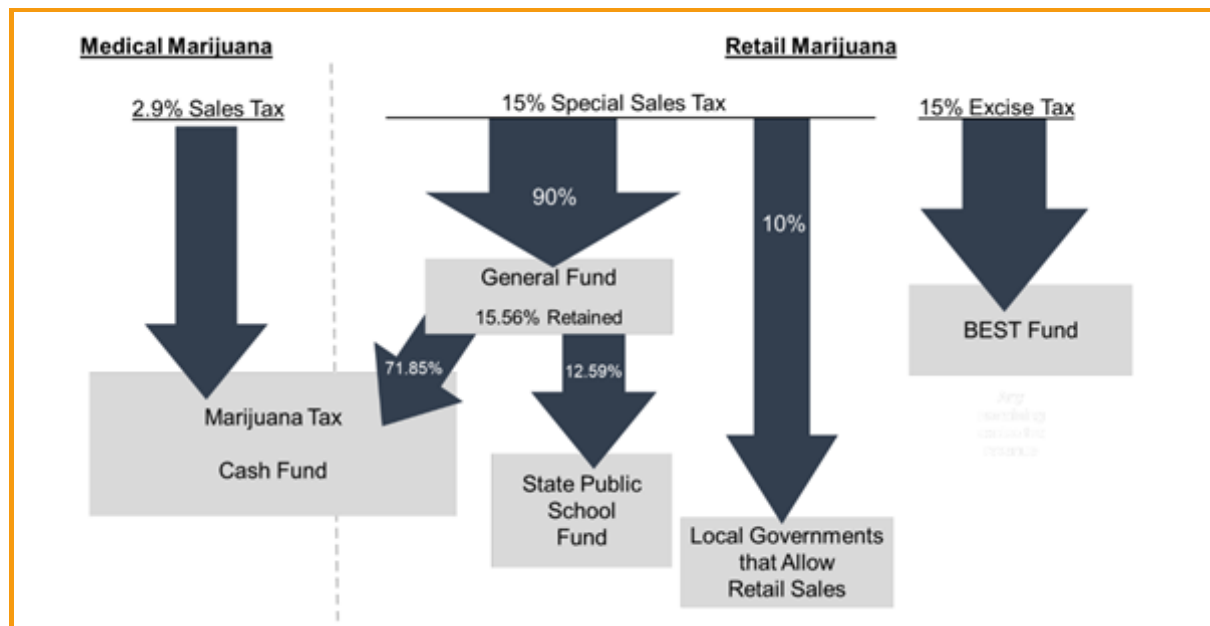 Medical Marijuana
Retail Marijuana
2.9% Sales Tax
15% Special Sales Tax
15% Excise Tax
90%
10%
General Fund
15.56% Retained
BEST Fund
71.85%
12.59%
Marijuana Tax
Cash Fund
State Public
School
Fund
Local Governments
that Allow
Retail Sales